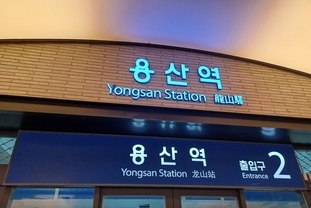 용산역
Yongsan Station 龍山驛
용산역
Yongsan Station 龙山站
출입구 2
Entrance